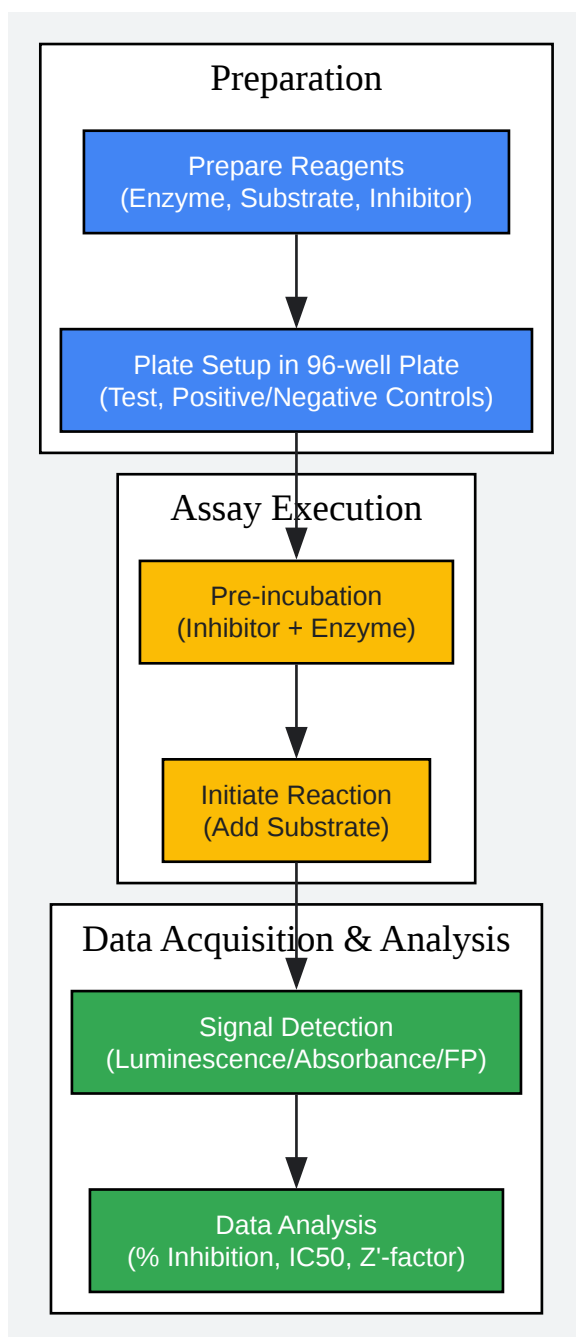 Preparation
Prepare Reagents
(Enzyme, Substrate, Inhibitor)
Plate Setup in 96-well Plate
(Test, Positive/Negative Controls)
Assay Execution
Pre-incubation
(Inhibitor + Enzyme)
Initiate Reaction
(Add Substrate)
Data Acquisition & Analysis
Signal Detection
(Luminescence/Absorbance/FP)
Data Analysis
(% Inhibition, IC50, Z'-factor)